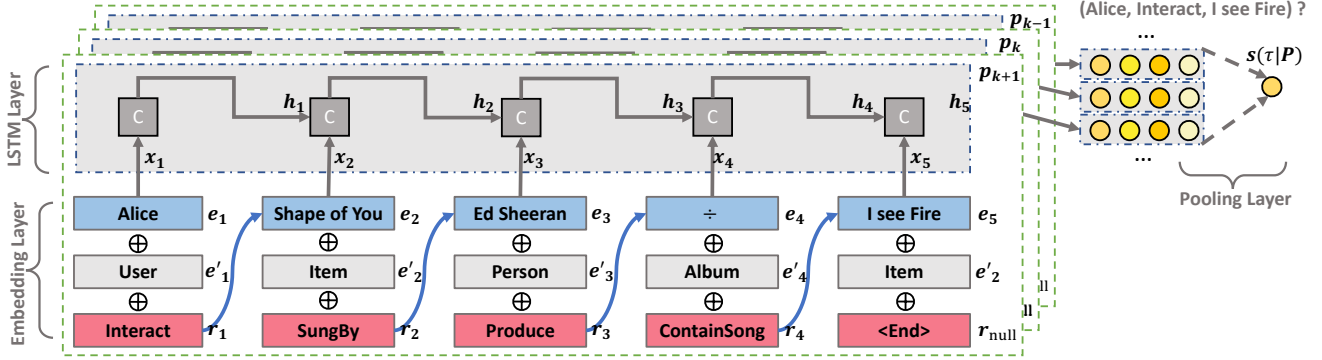 p_{k-1}
p_k
p_{k+1}
(Alice, Interact, I see Fire) ?
...
s(τ|P)
...
Pooling Layer
LSTM Layer
C C C C C
h_1 h_2 h_3 h_4 h_5
x_1 x_2 x_3 x_4 x_5
Embedding Layer
Alice e_1 Shape of You e_2 Ed Sheeran e_3 ÷ e_4 I see Fire e_5
⊕ ⊕ ⊕ ⊕ ⊕
User e'_1 Item e'_2 Person e'_3 Album e'_4 Item e'_2
⊕ ⊕ ⊕ ⊕ ⊕
Interact r_1 SungBy r_2 Produce r_3 ContainSong r_4 <End> r_null
ll
ll